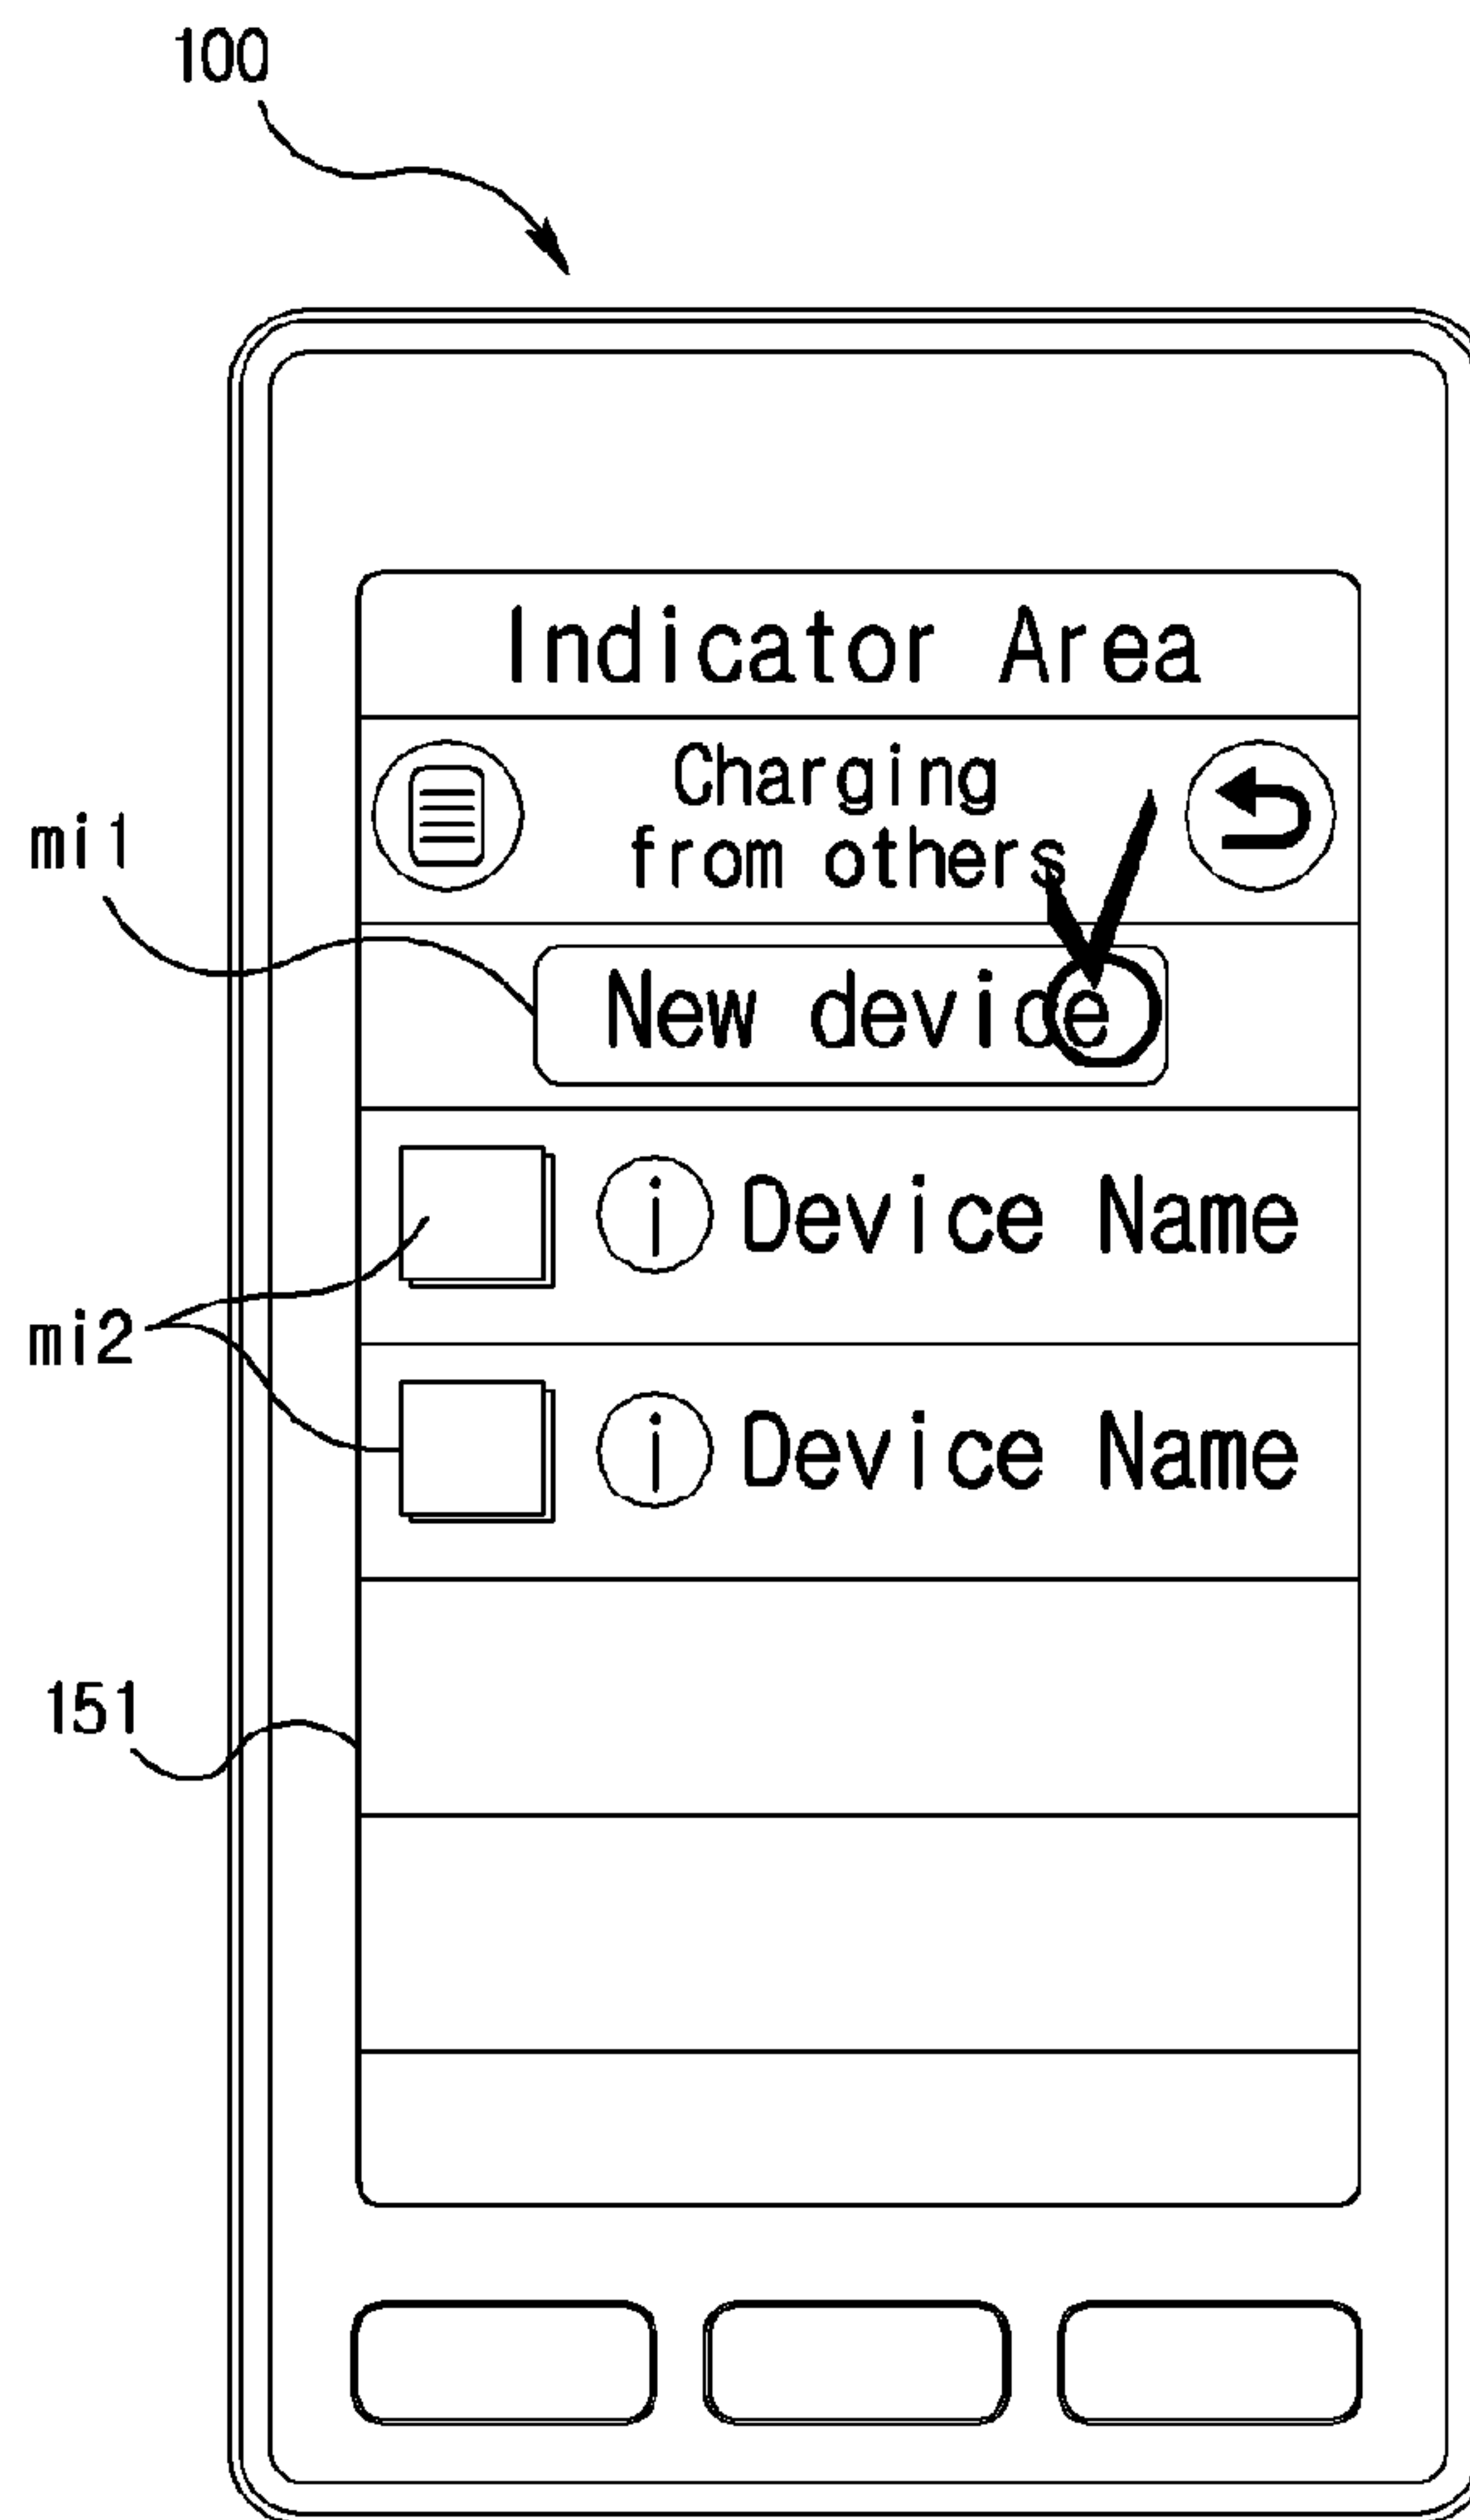 100
Indicator Area
Charging
from others
mi1
New device
i Device Name
mi2
i Device Name
151